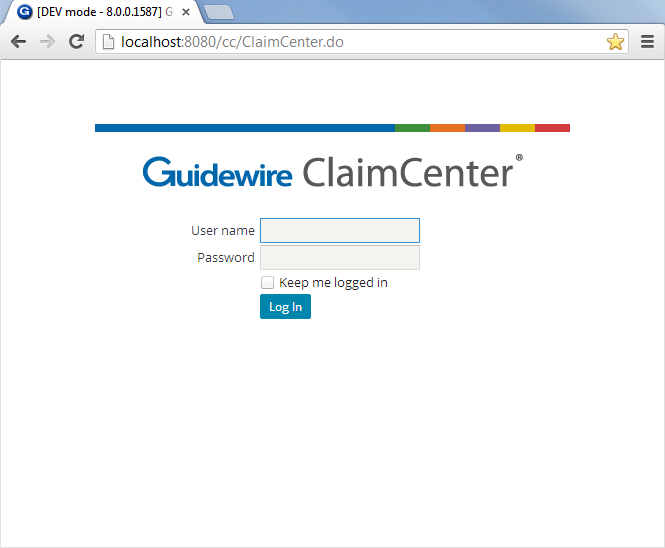 [DEV mode - 8.0.0.1587] G
localhost:8080/cc/ClaimCenter.do
Guidewire ClaimCenter®
User name
Password
Keep me logged in
Log In